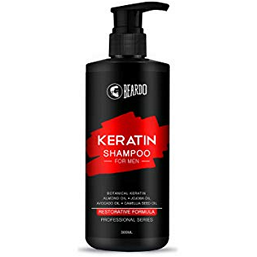 BEARDO
KERATIN
SHAMPOO
FOR MEN
BOTANICAL KERATIN
ALMOND OIL • JOJOBA OIL
AVOCADO OIL • CAMELLIA SEED OIL
RESTORATIVE FORMULA
PROFESSIONAL SERIES